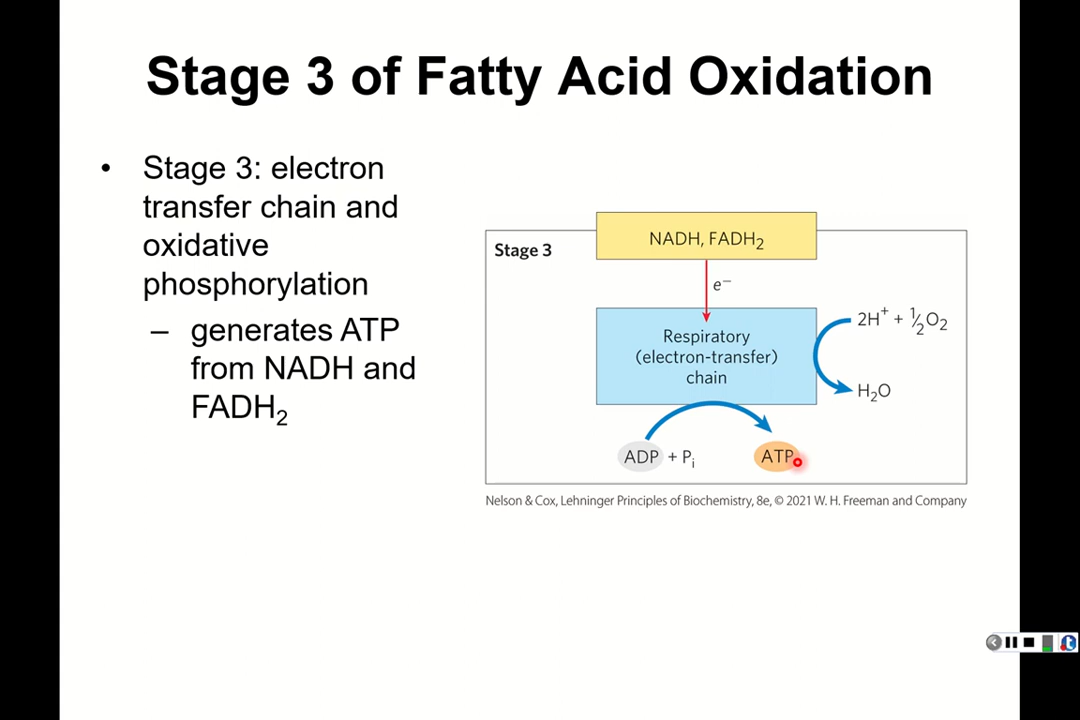 Stage 3 of Fatty Acid Oxidation
• Stage 3: electron
transfer chain and
oxidative
phosphorylation
– generates ATP
from NADH and
FADH₂
Stage 3
NADH, FADH₂
e⁻
Respiratory
(electron-transfer)
chain
2H⁺ + ½O₂
H₂O
ADP + Pᵢ
ATP
Nelson & Cox, Lehninger Principles of Biochemistry, 8e, © 2021 W. H. Freeman and Company
t